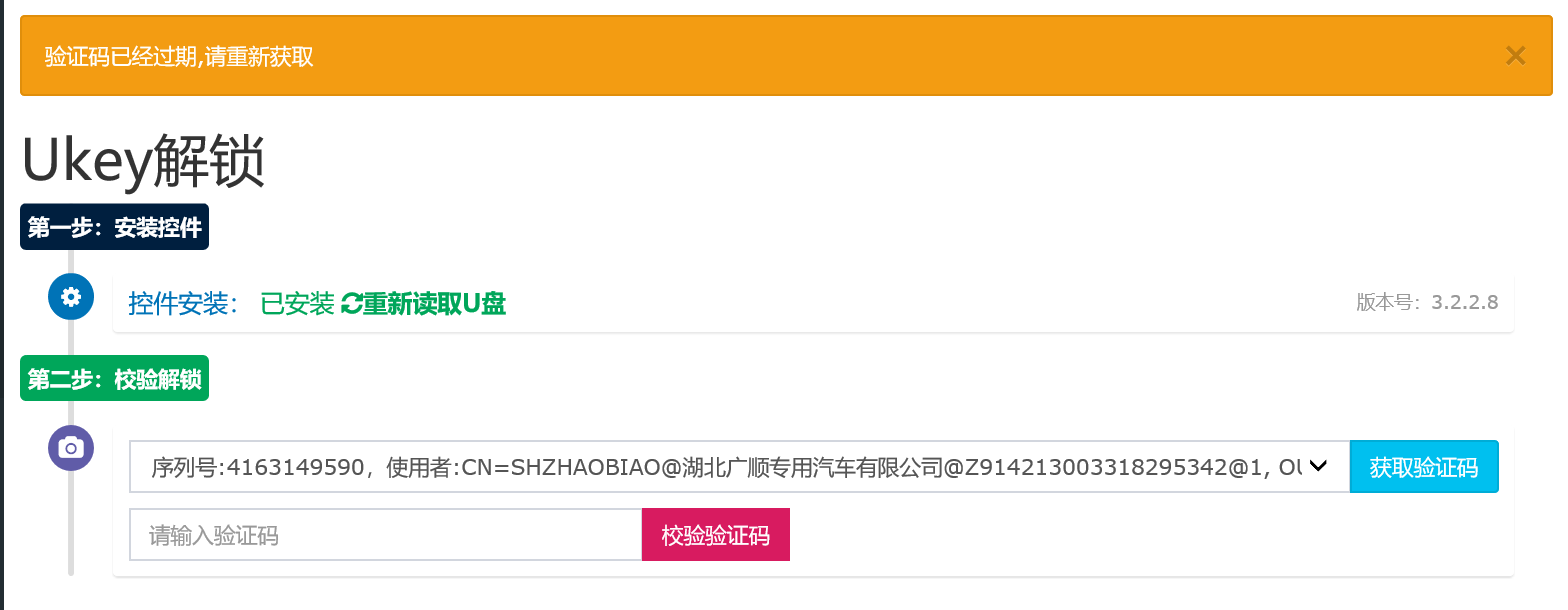 验证码已经过期,请重新获取
×
Ukey解锁
第一步：安装控件
控件安装： 已安装 重新读取U盘 版本号：3.2.2.8
第二步：校验解锁
序列号:4163149590，使用者:CN=SHZHAOBIAO@湖北广顺专用汽车有限公司@Z914213003318295342@1, OU 获取验证码
请输入验证码 校验验证码